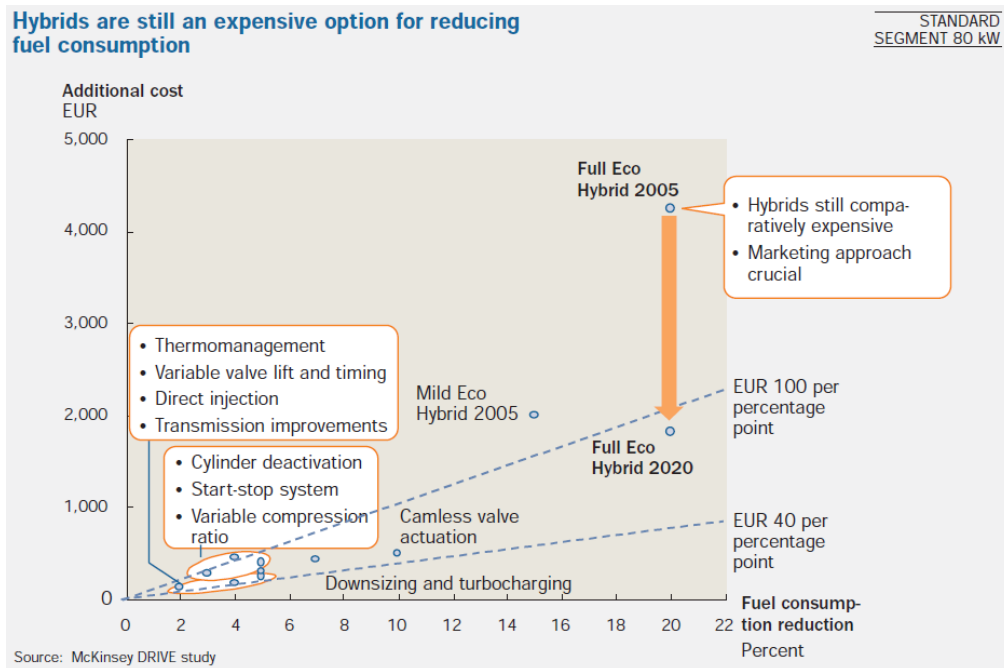 Hybrids are still an expensive option for reducing
fuel consumption
STANDARD
SEGMENT 80 kW
Additional cost
EUR
5,000
4,000
3,000
2,000
1,000
0
Full Eco
Hybrid 2005
• Hybrids still compa-
ratively expensive
• Marketing approach
crucial
• Thermomanagement
• Variable valve lift and timing
• Direct injection
• Transmission improvements
• Cylinder deactivation
• Start-stop system
• Variable compression
ratio
Mild Eco
Hybrid 2005
EUR 100 per
percentage
point
Full Eco
Hybrid 2020
Camless valve
actuation
EUR 40 per
percentage
point
Downsizing and turbocharging
0 2 4 6 8 10 12 14 16 18 20 22
Fuel consump-
tion reduction
Percent
Source: McKinsey DRIVE study